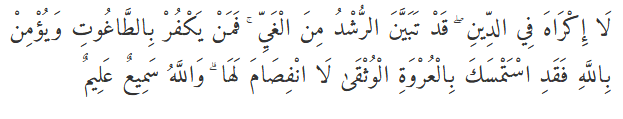 لَا إِكْرَاهَ فِي الدِّينِ ۖ قَدْ تَبَيَّنَ الرُّشْدُ مِنَ الْغَيِّ ۚ فَمَنْ يَكْفُرْ بِالطَّاغُوتِ وَيُؤْمِنْ
بِاللَّهِ فَقَدِ اسْتَمْسَكَ بِالْعُرْوَةِ الْوُثْقَىٰ لَا انْفِصَامَ لَهَا ۗ وَاللَّهُ سَمِيعٌ عَلِيمٌ